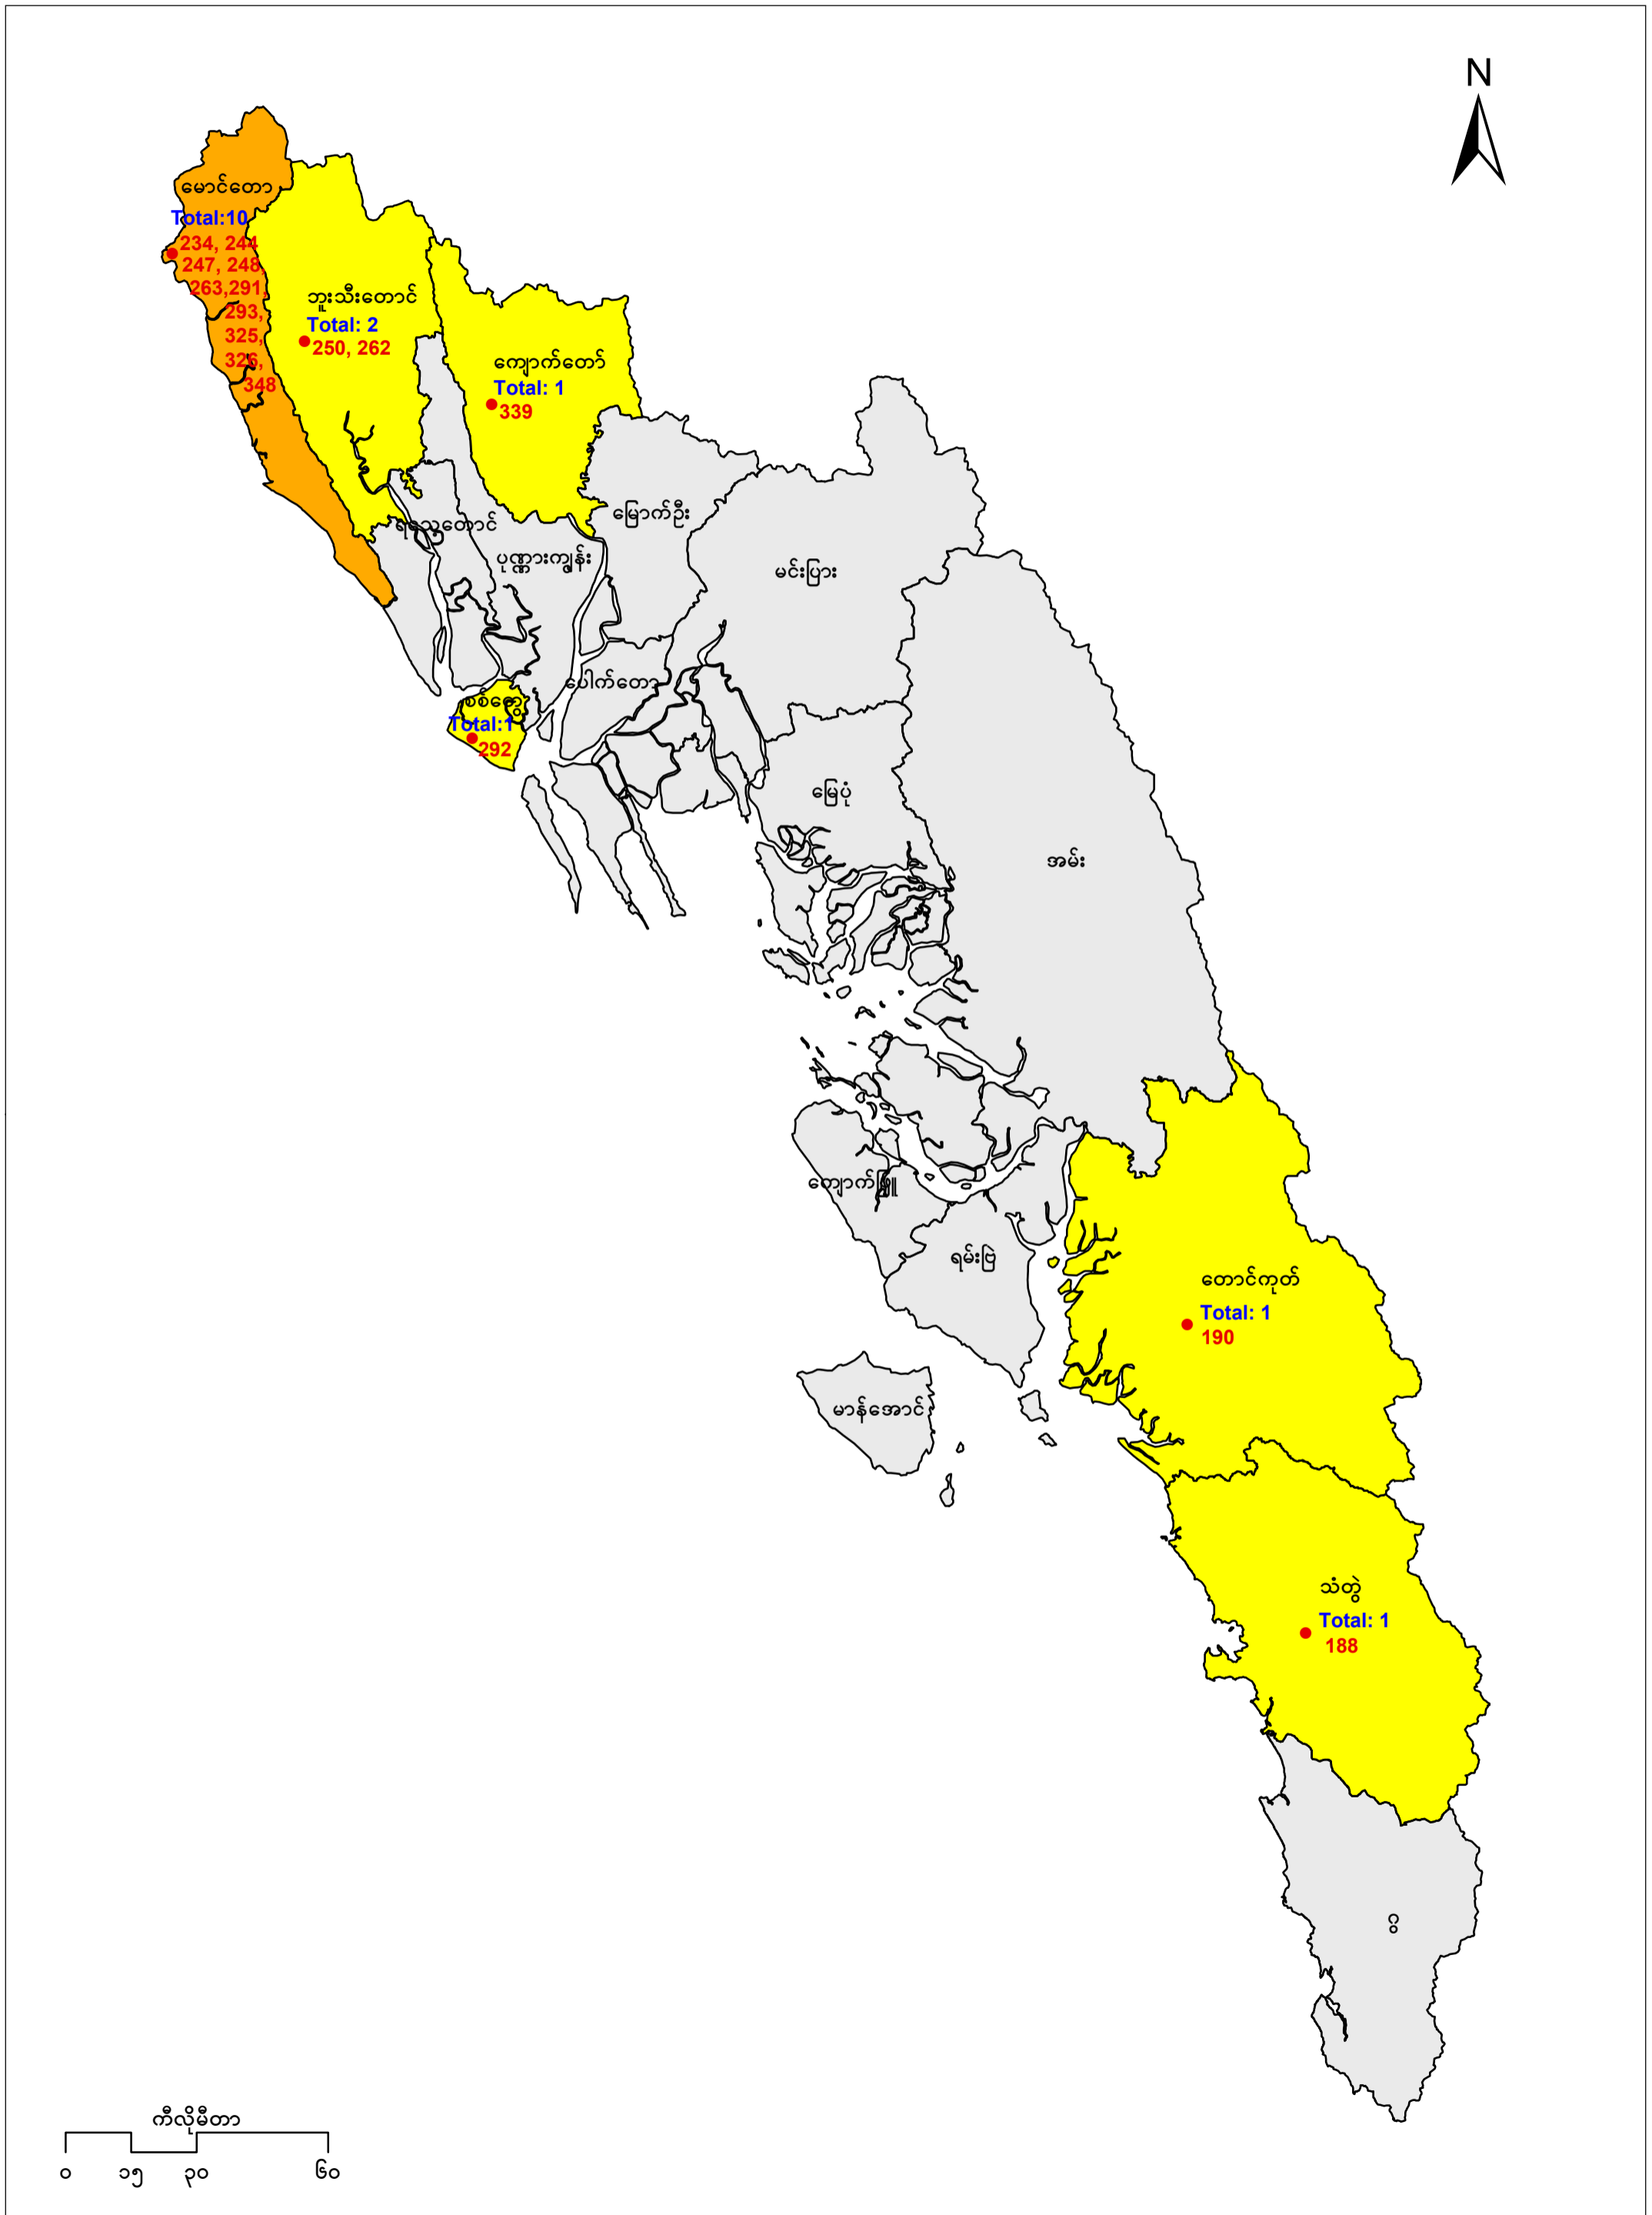 N
မောင်တော
Total:10
234, 244
247, 248,
263,291,
293,
325,
326,
348
ဘူးသီးတောင်
Total: 2
250, 262
ကျောက်တော်
Total: 1
339
မြောက်ဦး
ရသေ့တောင်
ပုဏ္ဏားကျွန်း
မင်းပြား
ပေါက်တော
စစ်တွေ
Total:1
292
မြေပုံ
အမ်း
ကျောက်ဖြူ
ရမ်းဗြဲ
တောင်ကုတ်
Total: 1
190
မာန်အောင်
သံတွဲ
Total: 1
188
ဂွ
ကီလိုမီတာ
၀ ၁၅ ၃၀ ၆၀